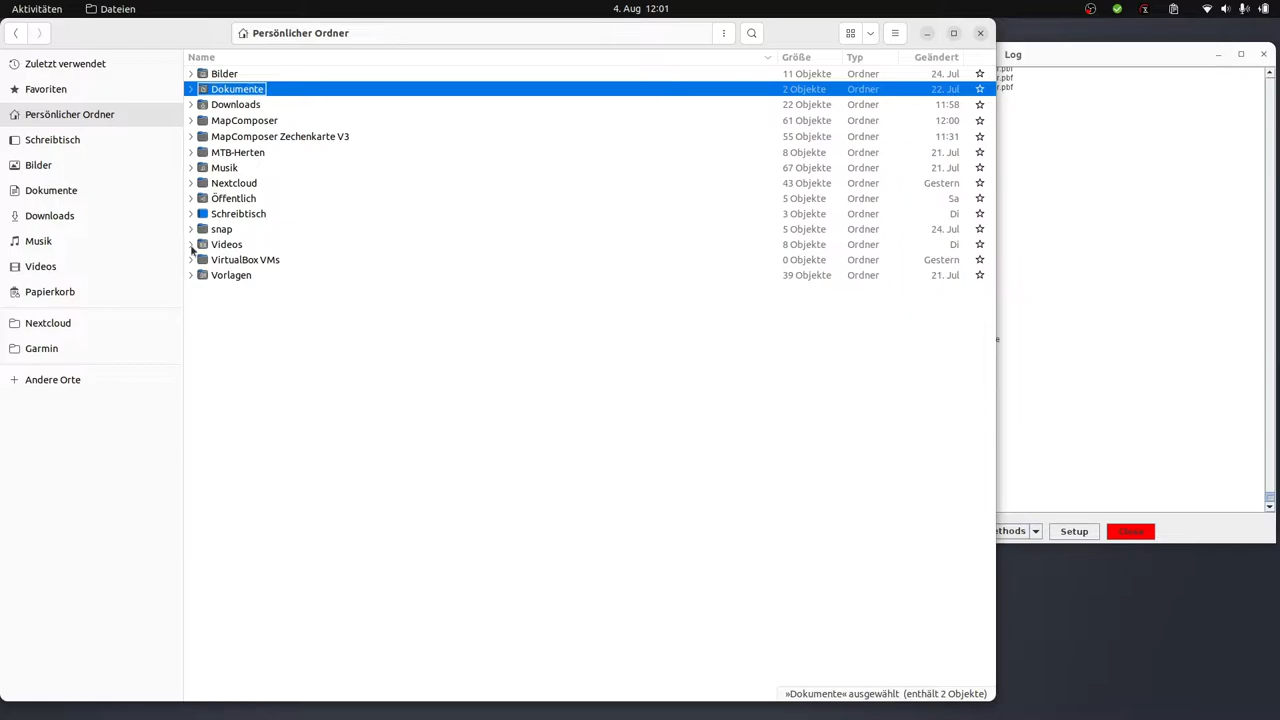 Aktivitäten Dateien 4. Aug 12:01
Persönlicher Ordner
Log
Name Größe Typ Geändert
Zuletzt verwendet
Favoriten
Persönlicher Ordner
Schreibtisch
Bilder
Dokumente
Downloads
Musik
Videos
Papierkorb
Nextcloud
Garmin
Andere Orte
Bilder 11 Objekte Ordner 24. Jul
Dokumente 2 Objekte Ordner 22. Jul
Downloads 22 Objekte Ordner 11:58
MapComposer 61 Objekte Ordner 12:00
MapComposer Zechenkarte V3 55 Objekte Ordner 11:31
MTB-Herten 8 Objekte Ordner 21. Jul
Musik 67 Objekte Ordner 21. Jul
Nextcloud 43 Objekte Ordner Gestern
Öffentlich 5 Objekte Ordner Sa
Schreibtisch 3 Objekte Ordner Di
snap 5 Objekte Ordner 24. Jul
Videos 8 Objekte Ordner Di
VirtualBox VMs 0 Objekte Ordner Gestern
Vorlagen 39 Objekte Ordner 21. Jul
»Dokumente« ausgewählt (enthält 2 Objekte)
r.pbf
r.pbf
e
ethods Setup Close